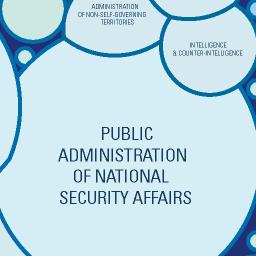 ADMINISTRATION
OF NON-SELF-GOVERNING
TERRITORIES
INTELLIGENCE
& COUNTER-INTELLIGENCE
PUBLIC
ADMINISTRATION
OF NATIONAL
SECURITY AFFAIRS